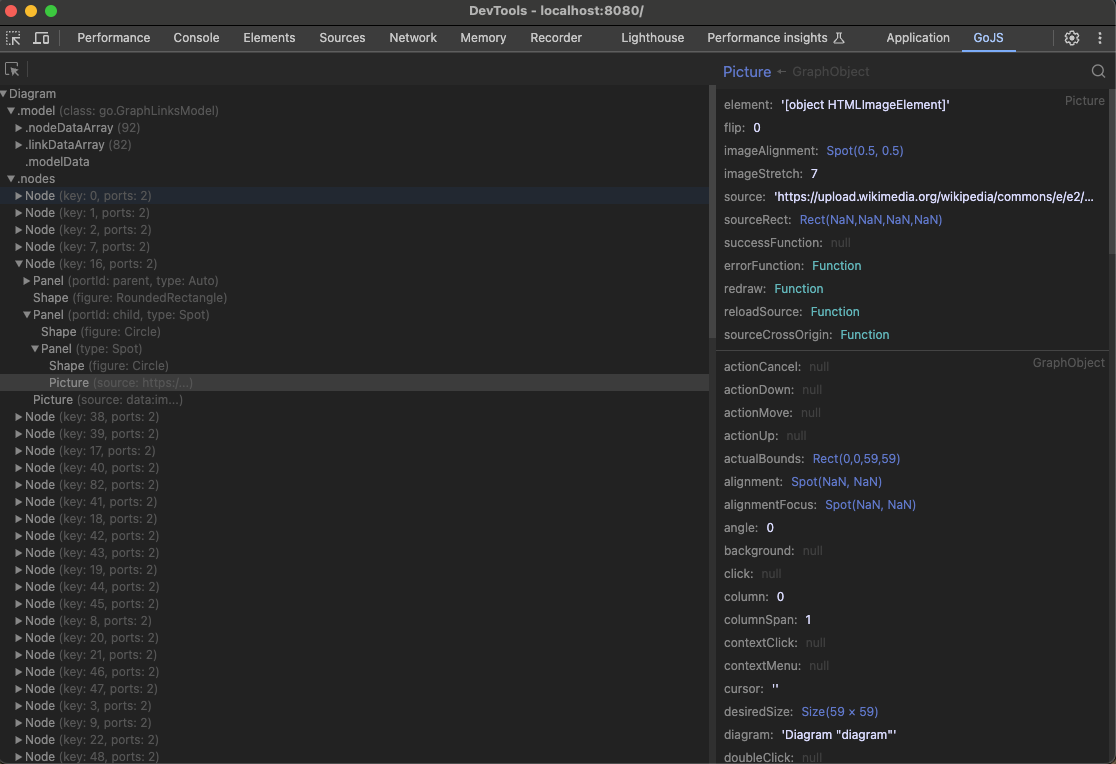 DevTools - localhost:8080/
Performance Console Elements Sources Network Memory Recorder Lighthouse Performance insights Application GoJS
Diagram
.model (class: go.GraphLinksModel)
.nodeDataArray (92)
.linkDataArray (82)
.modelData
.nodes
Node (key: 0, ports: 2)
Node (key: 1, ports: 2)
Node (key: 2, ports: 2)
Node (key: 7, ports: 2)
Node (key: 16, ports: 2)
Panel (portId: parent, type: Auto)
Shape (figure: RoundedRectangle)
Panel (portId: child, type: Spot)
Shape (figure: Circle)
Panel (type: Spot)
Shape (figure: Circle)
Picture (source: https:/...)
Picture (source: data:im...)
Node (key: 38, ports: 2)
Node (key: 39, ports: 2)
Node (key: 17, ports: 2)
Node (key: 40, ports: 2)
Node (key: 82, ports: 2)
Node (key: 41, ports: 2)
Node (key: 18, ports: 2)
Node (key: 42, ports: 2)
Node (key: 43, ports: 2)
Node (key: 19, ports: 2)
Node (key: 44, ports: 2)
Node (key: 45, ports: 2)
Node (key: 8, ports: 2)
Node (key: 20, ports: 2)
Node (key: 21, ports: 2)
Node (key: 46, ports: 2)
Node (key: 47, ports: 2)
Node (key: 3, ports: 2)
Node (key: 9, ports: 2)
Node (key: 22, ports: 2)
Node (key: 48, ports: 2)
Picture ← GraphObject
Picture
element: '[object HTMLImageElement]'
flip: 0
imageAlignment: Spot(0.5, 0.5)
imageStretch: 7
source: 'https://upload.wikimedia.org/wikipedia/commons/e/e2/...
sourceRect: Rect(NaN,NaN,NaN,NaN)
successFunction: null
errorFunction: Function
redraw: Function
reloadSource: Function
sourceCrossOrigin: Function
GraphObject
actionCancel: null
actionDown: null
actionMove: null
actionUp: null
actualBounds: Rect(0,0,59,59)
alignment: Spot(NaN, NaN)
alignmentFocus: Spot(NaN, NaN)
angle: 0
background: null
click: null
column: 0
columnSpan: 1
contextClick: null
contextMenu: null
cursor: ''
desiredSize: Size(59 × 59)
diagram: 'Diagram "diagram"'
doubleClick: null